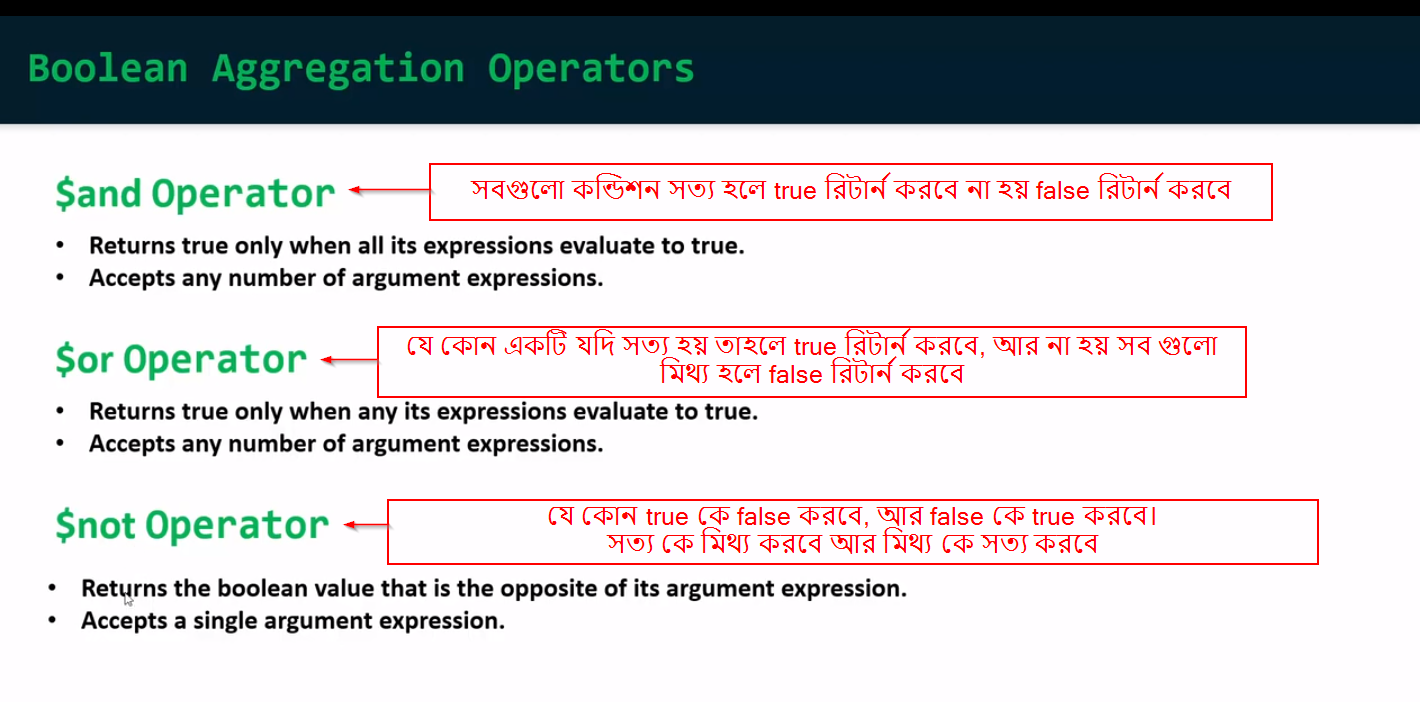 Boolean Aggregation Operators
$and Operator
সবগুলো কন্ডিশন সত্য হলে true রিটার্ন করবে না হয় false রিটার্ন করবে
• Returns true only when all its expressions evaluate to true.
• Accepts any number of argument expressions.
$or Operator
যে কোন একটি যদি সত্য হয় তাহলে true রিটার্ন করবে, আর না হয় সব গুলো
মিথ্য হলে false রিটার্ন করবে
• Returns true only when any its expressions evaluate to true.
• Accepts any number of argument expressions.
$not Operator
যে কোন true কে false করবে, আর false কে true করবে।
সত্য কে মিথ্য করবে আর মিথ্য কে সত্য করবে
• Returns the boolean value that is the opposite of its argument expression.
• Accepts a single argument expression.